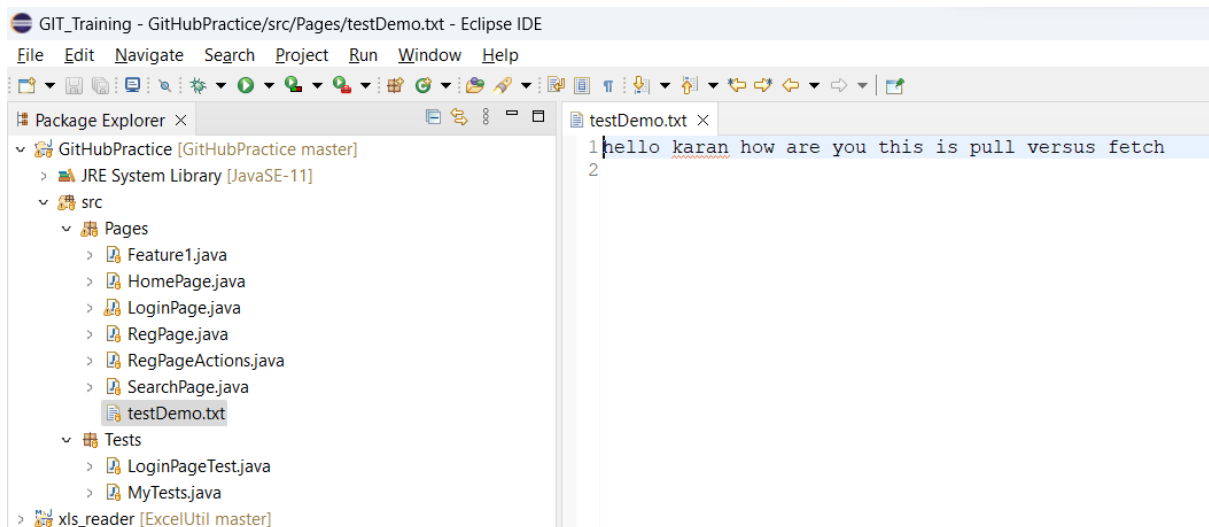 GIT_Training - GitHubPractice/src/Pages/testDemo.txt - Eclipse IDE
File Edit Navigate Search Project Run Window Help
Package Explorer
testDemo.txt
GitHubPractice [GitHubPractice master]
JRE System Library [JavaSE-11]
src
Pages
Feature1.java
HomePage.java
LoginPage.java
RegPage.java
RegPageActions.java
SearchPage.java
testDemo.txt
Tests
LoginPageTest.java
MyTests.java
xls_reader [ExcelUtil master]
1 hello karan how are you this is pull versus fetch
2